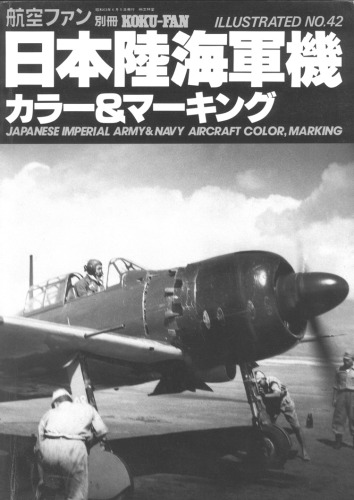 航空ファン 別冊 KOKU-FAN ILLUSTRATED NO.42
日本陸海軍機
カラー&マーキング
JAPANESE IMPERIAL ARMY&NAVY AIRCRAFT COLOR, MARKING